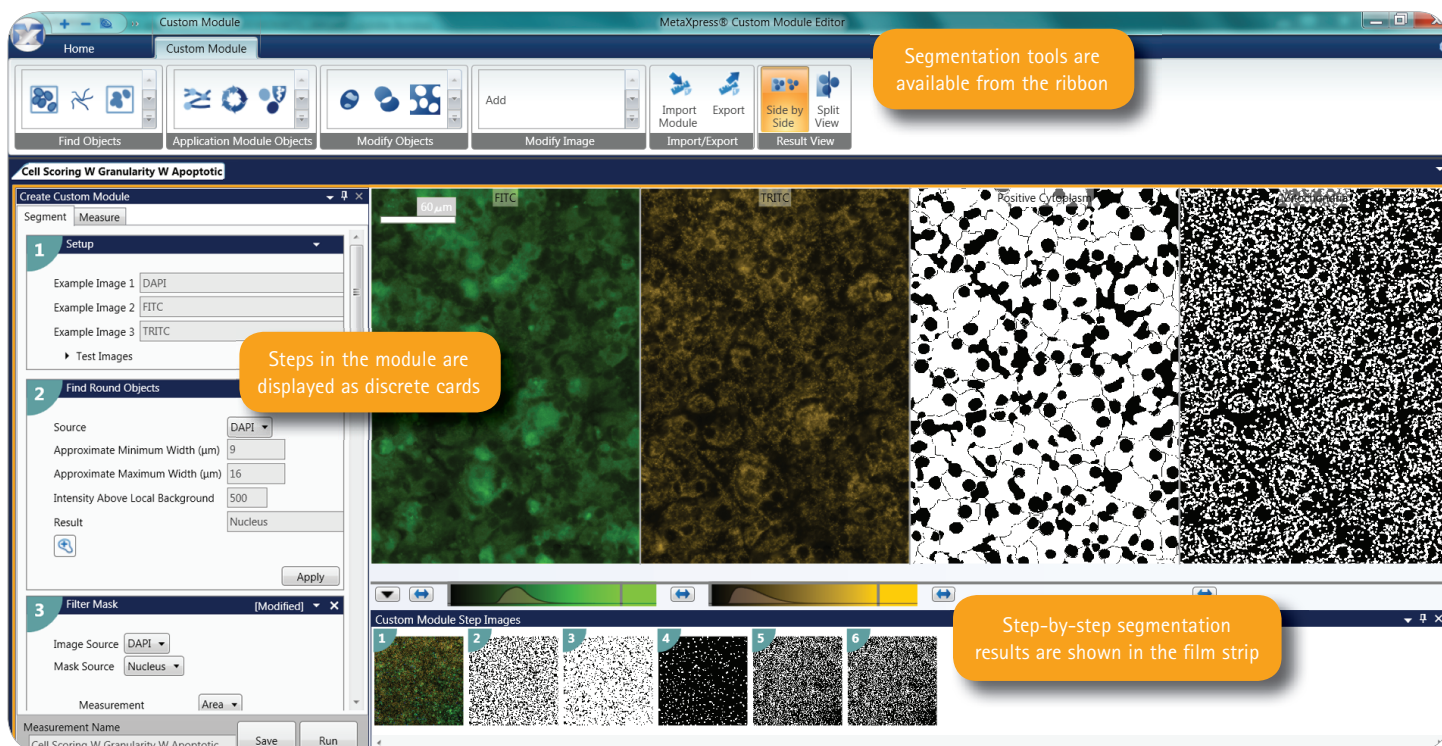 Custom Module
MetaXpress® Custom Module Editor
Home
Custom Module
Segmentation tools are
available from the ribbon
Add
Import
Module
Export
Side by
Side
Split
View
Find Objects
Application Module Objects
Modify Objects
Modify Image
Import/Export
Result View
Cell Scoring W Granularity W Apoptotic
Create Custom Module
Segment
Measure
1
Setup
Example Image 1
DAPI
Example Image 2
FITC
Example Image 3
TRITC
Test Images
Steps in the module are
displayed as discrete cards
2
Find Round Objects
Source
DAPI
Approximate Minimum Width (µm)
9
Approximate Maximum Width (µm)
16
Intensity Above Local Background
500
Result
Nucleus
Apply
3
Filter Mask
[Modified]
Image Source
DAPI
Mask Source
Nucleus
Measurement
Area
Measurement Name
Cell Scoring W Granularity W Apoptotic
Save
Run
60 µm
FITC
TRITC
Positive Cytoplasm
Mitochondria
Custom Module Step Images
1
2
3
4
5
6
Step-by-step segmentation
results are shown in the film strip